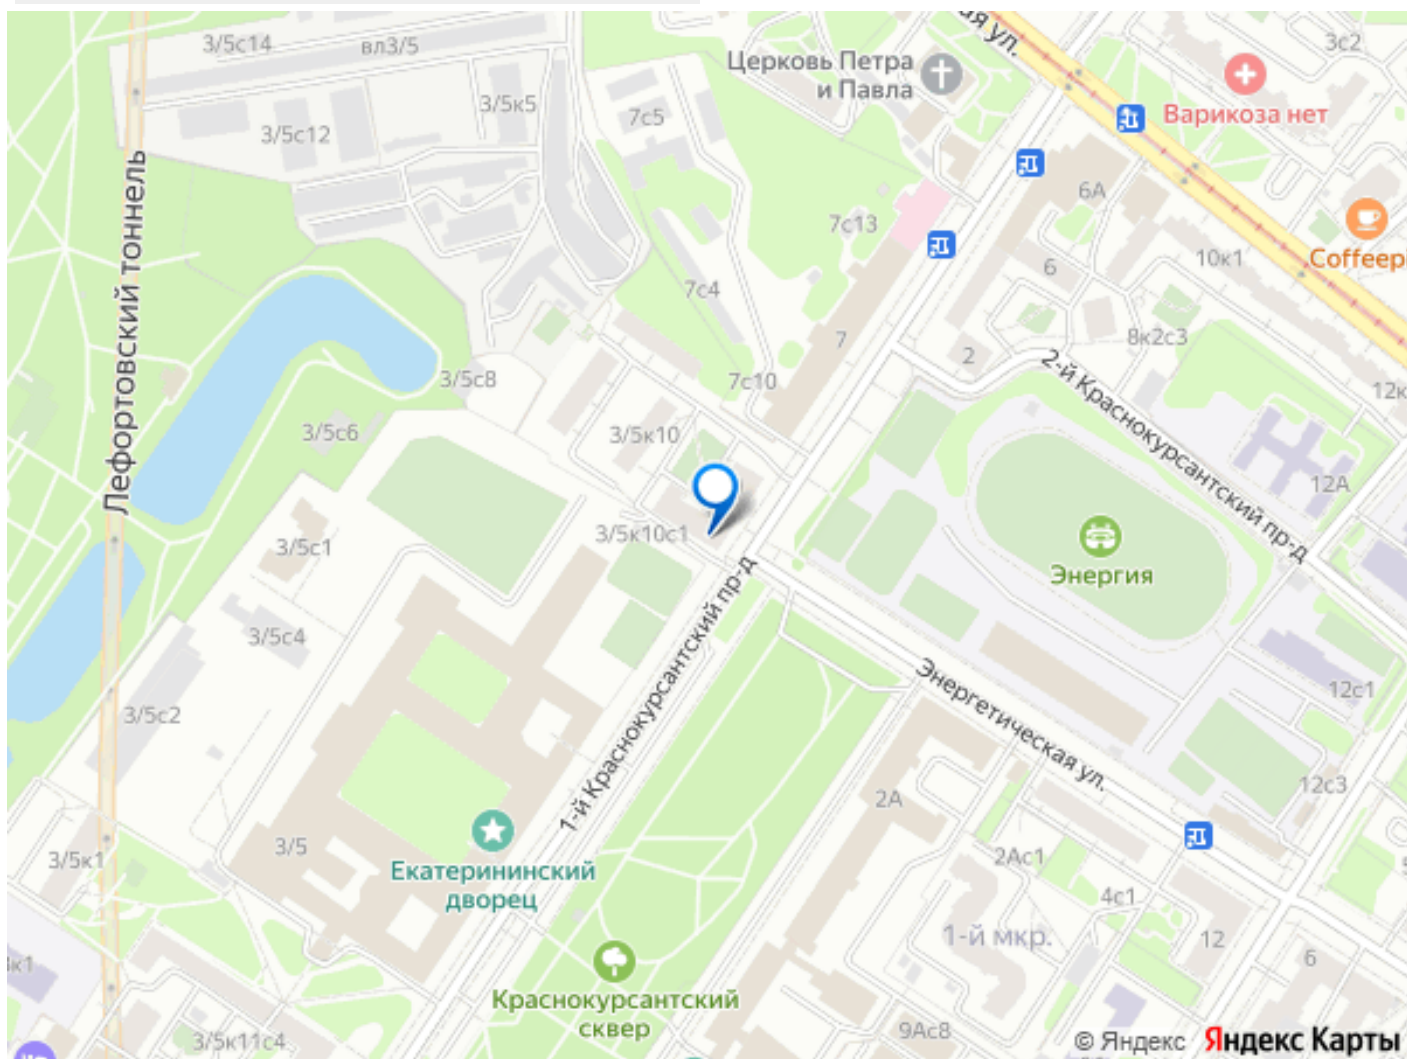 3/5с14
вл3/5
ая ул.
3с2
Церковь Петра
и Павла
3/5к5
7с5
Варикоза нет
3/5с12
6А
7с13
Лефортовский тоннель
10к1
Coffeep
6
7с4
7
8к2с3
2
2-й Краснокурсантский пр-д
3/5с8
7с10
12к
3/5с6
3/5к10
12А
3/5к10с1
3/5с1
Энергия
3/5с4
1-й Краснокурсантский пр-д
Энергетическая ул.
12с1
3/5с2
12с3
2А
3/5
3/5к1
2Ас1
Екатерининский
дворец
4с1
1-й мкр.
12
6
к1
Краснокурсантский
сквер
9Ас8
3/5к11с4
© Яндекс Яндекс Карты